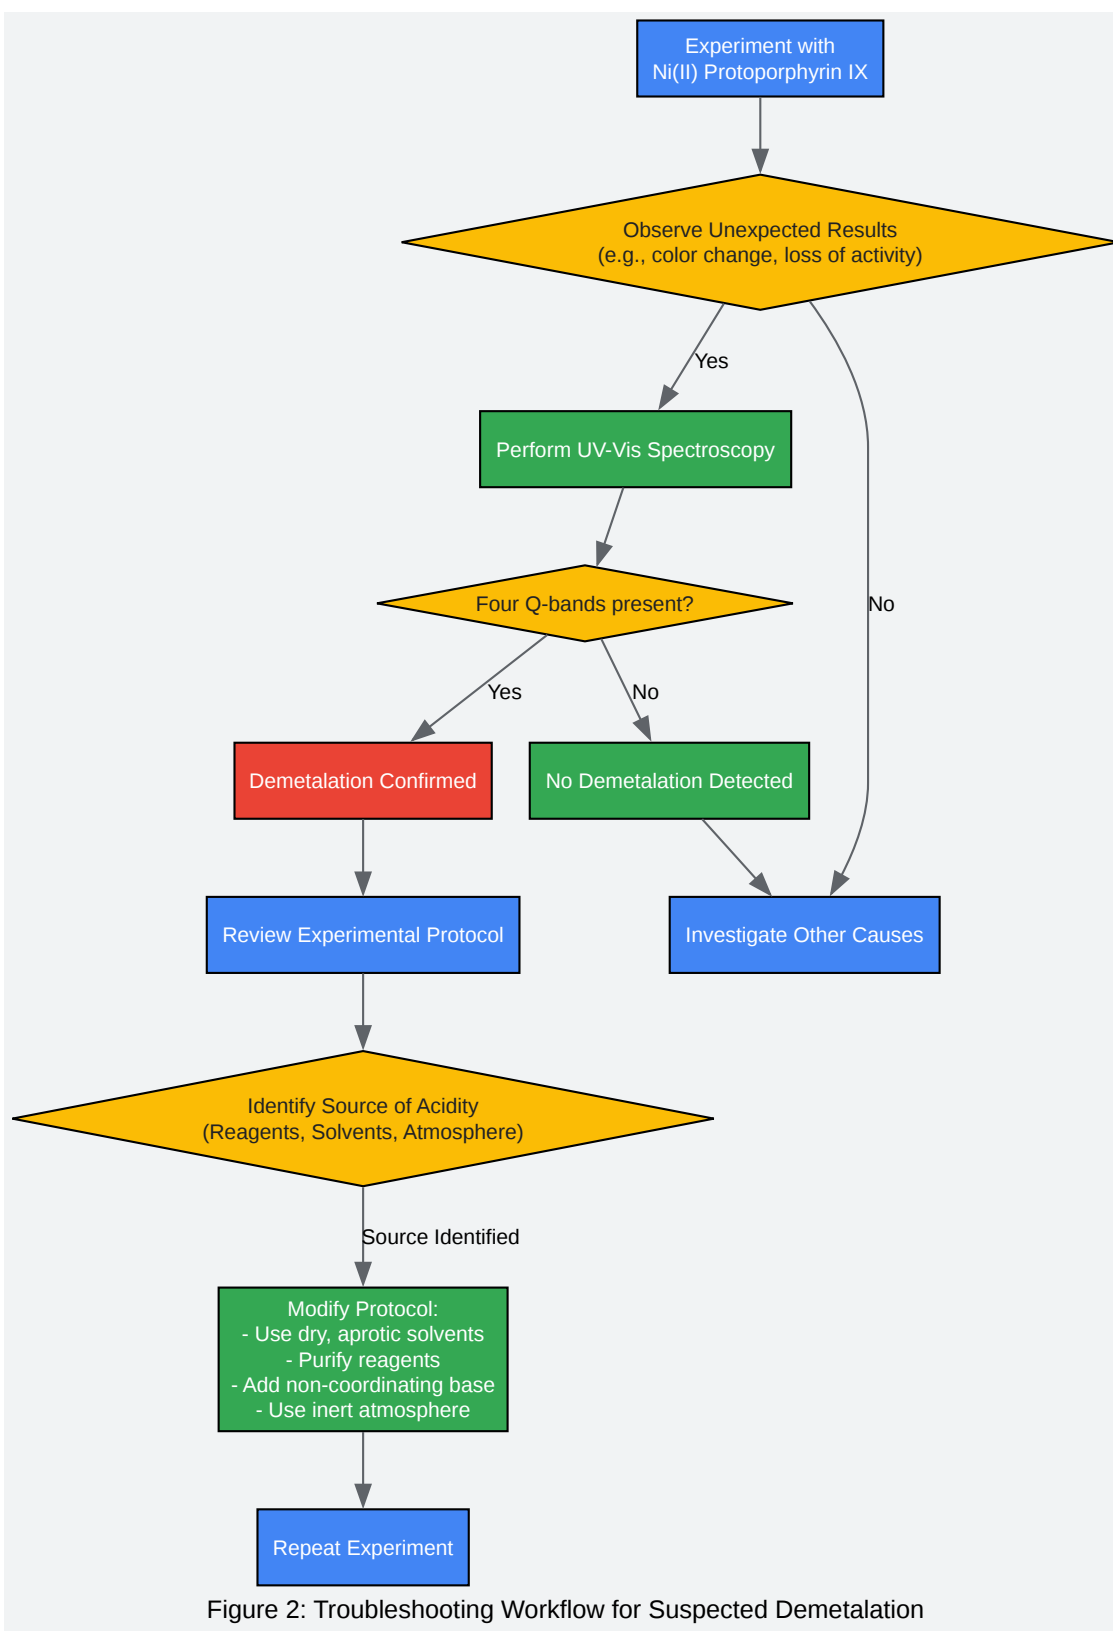 Experiment with
Ni(II) Protoporphyrin IX
Observe Unexpected Results
(e.g., color change, loss of activity)
Yes
Perform UV-Vis Spectroscopy
Four Q-bands present?
No
Yes
No
Demetalation Confirmed
No Demetalation Detected
Review Experimental Protocol
Investigate Other Causes
Identify Source of Acidity
(Reagents, Solvents, Atmosphere)
Source Identified
Modify Protocol:
- Use dry, aprotic solvents
- Purify reagents
- Add non-coordinating base
- Use inert atmosphere
Repeat Experiment
Figure 2: Troubleshooting Workflow for Suspected Demetalation